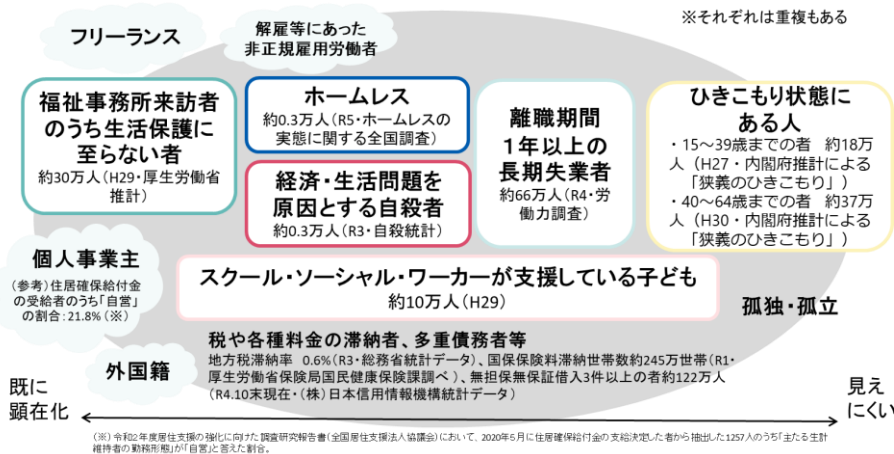 ※それぞれは重複もある
フリーランス
解雇等にあった
非正規雇用労働者
福祉事務所来訪者
のうち生活保護に
至らない者
約30万人（H29・厚生労働省
推計）
ホームレス
約0.3万人（R5・ホームレスの
実態に関する全国調査）
経済・生活問題を
原因とする自殺者
約0.3万人（R3・自殺統計）
離職期間
1年以上の
長期失業者
約66万人（R4・労
働力調査）
ひきこもり状態に
ある人
・15～39歳までの者　約18万
人（H27・内閣府推計による
「狭義のひきこもり」）
・40～64歳までの者　約37万
人（H30・内閣府推計による
「狭義のひきこもり」）
個人事業主
（参考）住居確保給付金
の受給者のうち「自営」
の割合：21.8%（※）
スクール・ソーシャル・ワーカーが支援している子ども
約10万人（H29）
孤独・孤立
外国籍
税や各種料金の滞納者、多重債務者等
地方税滞納率　0.6%（R3・総務省統計データ）、国保保険料滞納世帯数約245万世帯（R1・
厚生労働省保険局国民健康保険課調べ）、無担保無保証借入3件以上の者約122万人
（R4.10末現在・（株）日本信用情報機構統計データ）
既に
顕在化
見え
にくい
（※）令和2年度居住支援の強化に向けた調査研究報告書（全国居住支援法人協議会）において、2020年5月に住居確保給付金の支給決定した者から抽出した1257人のうち「主たる生計
維持者の勤務形態」が「自営」と答えた割合。